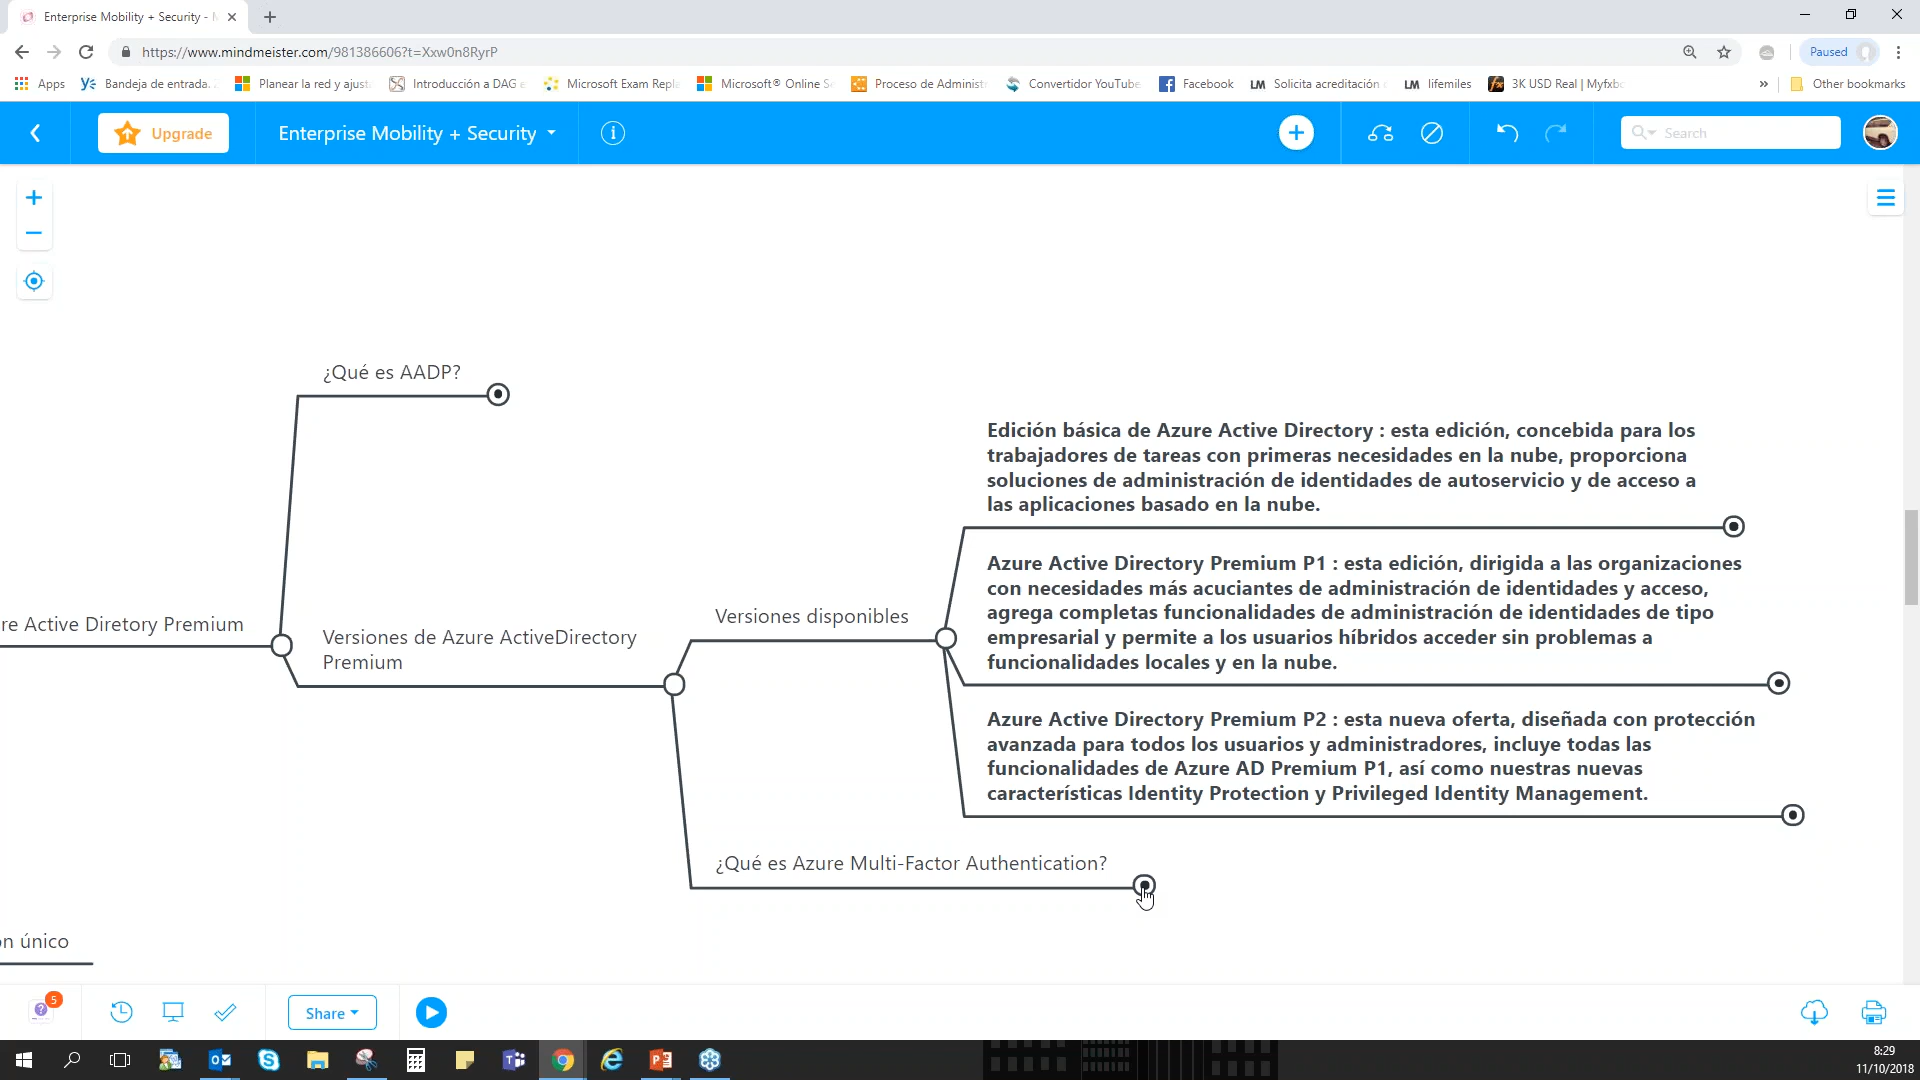 Enterprise Mobility + Security -
https://www.mindmeister.com/981386606?t=Xxw0n8RyrP
Paused
Apps
Bandeja de entrada.
Planear la red y ajust
Introducción a DAG e
Microsoft Exam Repl
Microsoft® Online Se
Proceso de Administr
Convertidor YouTube
Facebook
LM Solicita acreditación
LM lifemiles
fx 3K USD Real | Myfxb
»
Other bookmarks
Upgrade
Enterprise Mobility + Security
Search
¿Qué es AADP?
Edición básica de Azure Active Directory : esta edición, concebida para los
trabajadores de tareas con primeras necesidades en la nube, proporciona
soluciones de administración de identidades de autoservicio y de acceso a
las aplicaciones basado en la nube.
Azure Active Directory Premium P1 : esta edición, dirigida a las organizaciones
con necesidades más acuciantes de administración de identidades y acceso,
agrega completas funcionalidades de administración de identidades de tipo
empresarial y permite a los usuarios híbridos acceder sin problemas a
funcionalidades locales y en la nube.
Versiones disponibles
re Active Diretory Premium
Versiones de Azure ActiveDirectory
Premium
Azure Active Directory Premium P2 : esta nueva oferta, diseñada con protección
avanzada para todos los usuarios y administradores, incluye todas las
funcionalidades de Azure AD Premium P1, así como nuestras nuevas
características Identity Protection y Privileged Identity Management.
¿Qué es Azure Multi-Factor Authentication?
ón único
5
Share
8:29
11/10/2018